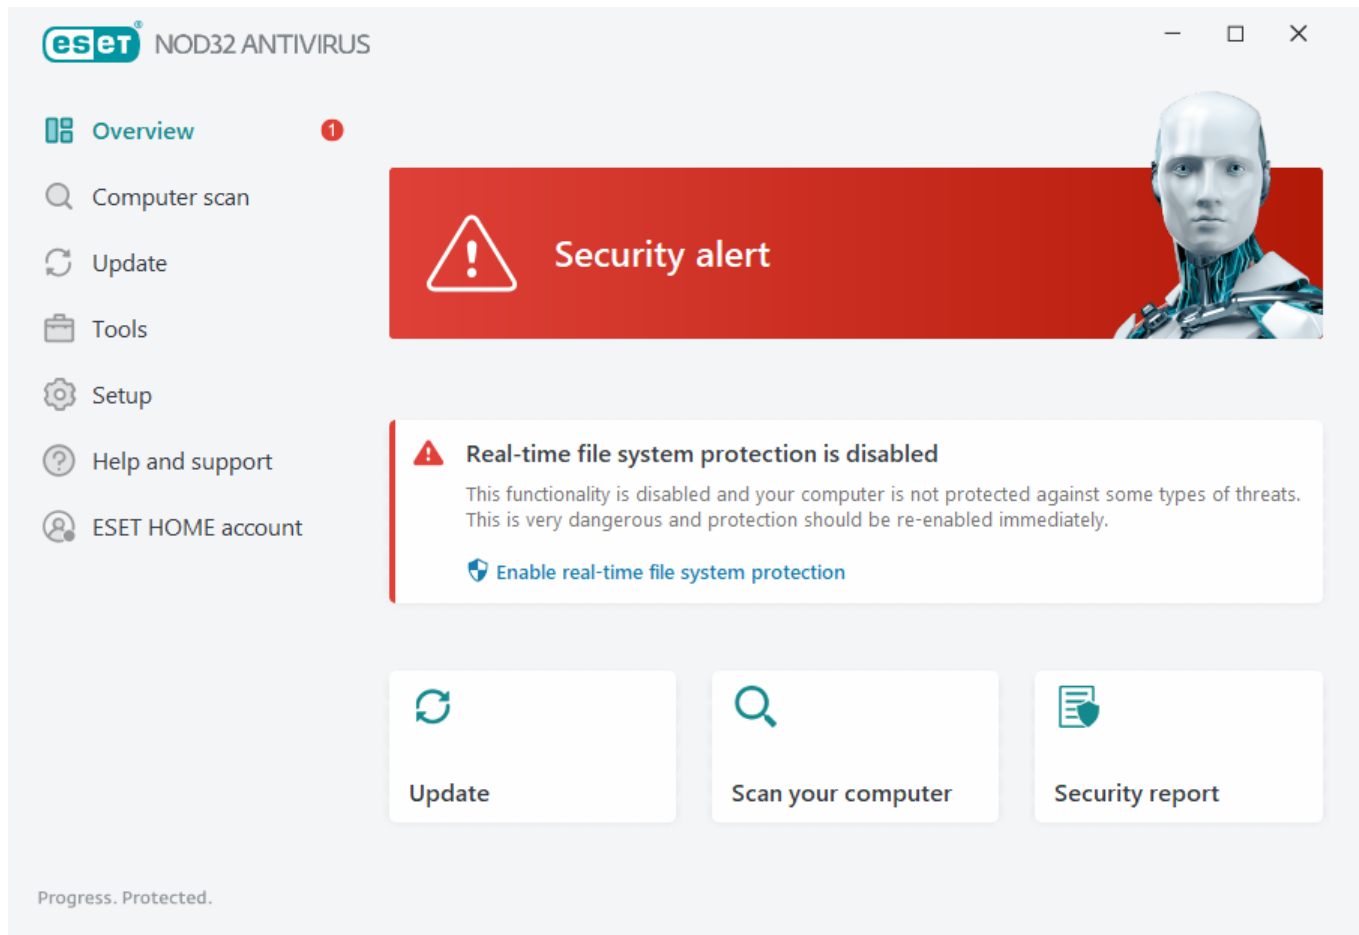 eset® NOD32 ANTIVIRUS
Overview 1
Computer scan
Update
Tools
Setup
Help and support
ESET HOME account
Security alert
Real-time file system protection is disabled
This functionality is disabled and your computer is not protected against some types of threats.
This is very dangerous and protection should be re-enabled immediately.
Enable real-time file system protection
Update
Scan your computer
Security report
Progress. Protected.